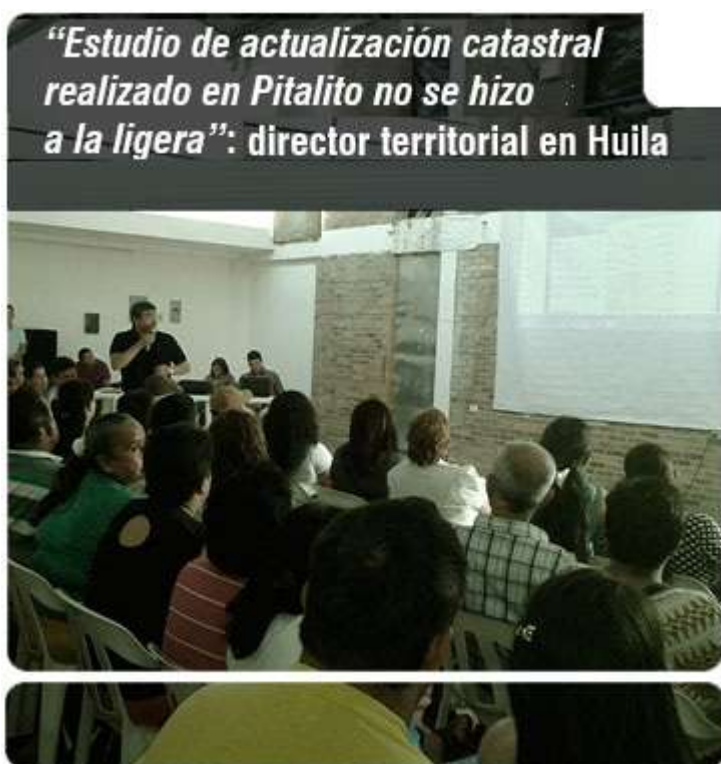 “Estudio de actualización catastral
realizado en Pitalito no se hizo
a la ligera”: director territorial en Huila